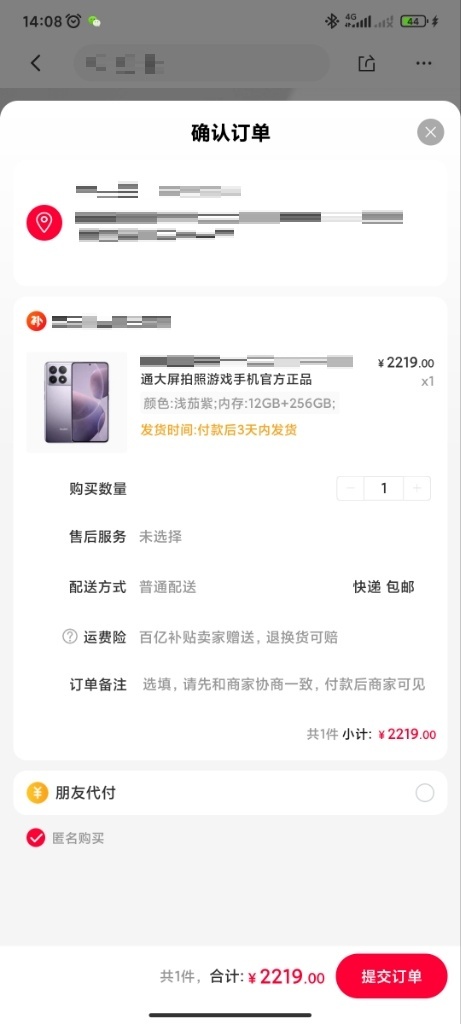 14:08
4G
44
确认订单
补
¥2219.00
通大屏拍照游戏手机官方正品
x1
颜色:浅茄紫;内存:12GB+256GB;
发货时间:付款后3天内发货
购买数量
1
售后服务 未选择
配送方式 普通配送 快递 包邮
? 运费险 百亿补贴卖家赠送，退换货可赔
订单备注 选填，请先和商家协商一致，付款后商家可见
共1件 小计: ¥2219.00
¥ 朋友代付
匿名购买
共1件，合计: ¥2219.00 提交订单